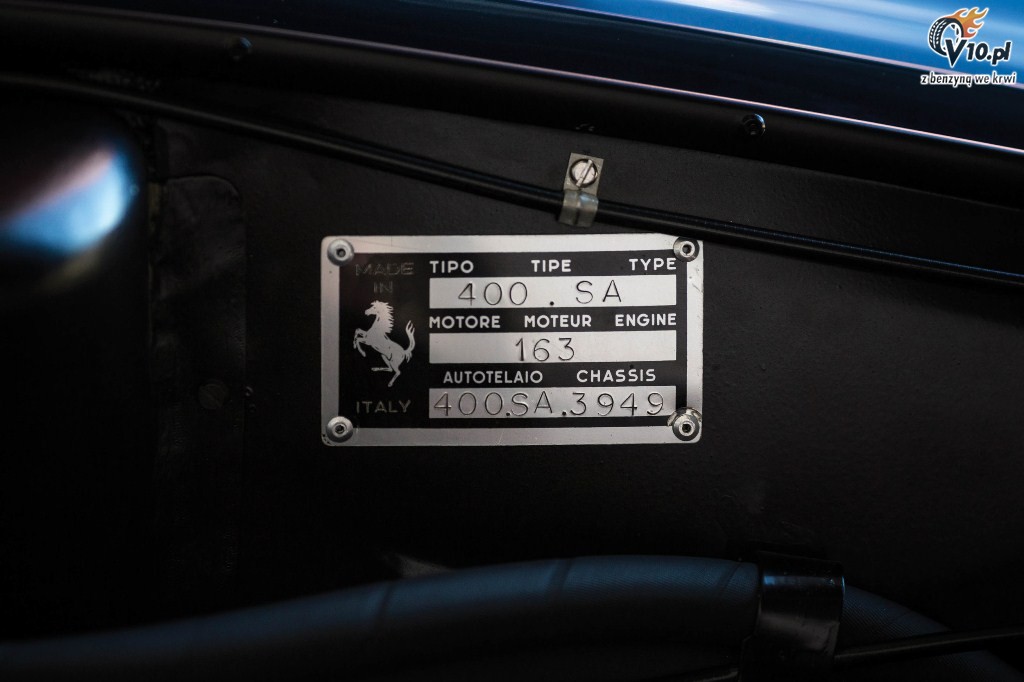 V10.pl
z benzyną we krwi
MADE
IN
ITALY
TIPO TIPE TYPE
400 . SA
MOTORE MOTEUR ENGINE
163
AUTOTELAIO CHASSIS
400.SA.3949